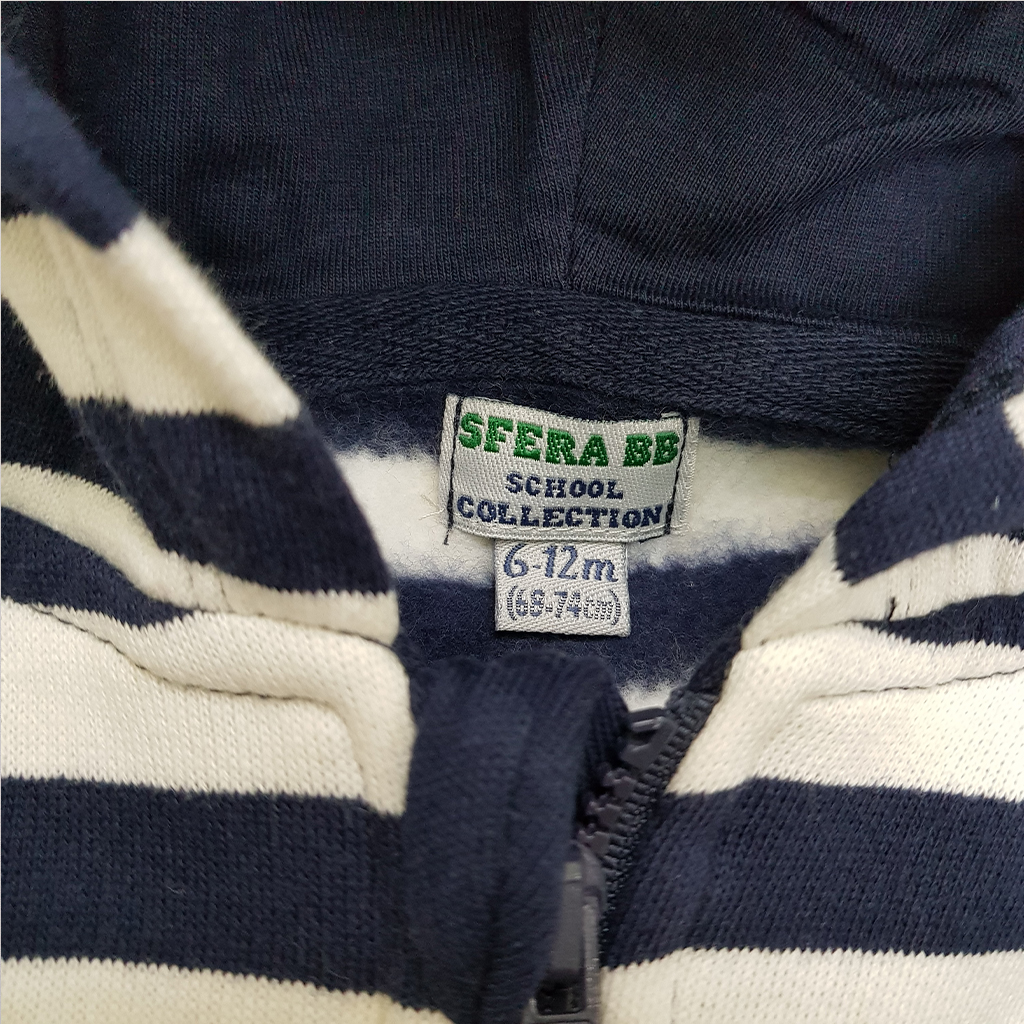 SFERA BB
SCHOOL
COLLECTION
6-12m
(68-74cm)